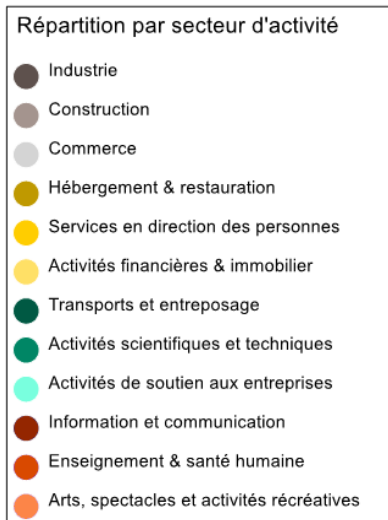 Répartition par secteur d'activité
Industrie
Construction
Commerce
Hébergement & restauration
Services en direction des personnes
Activités financières & immobilier
Transports et entreposage
Activités scientifiques et techniques
Activités de soutien aux entreprises
Information et communication
Enseignement & santé humaine
Arts, spectacles et activités récréatives